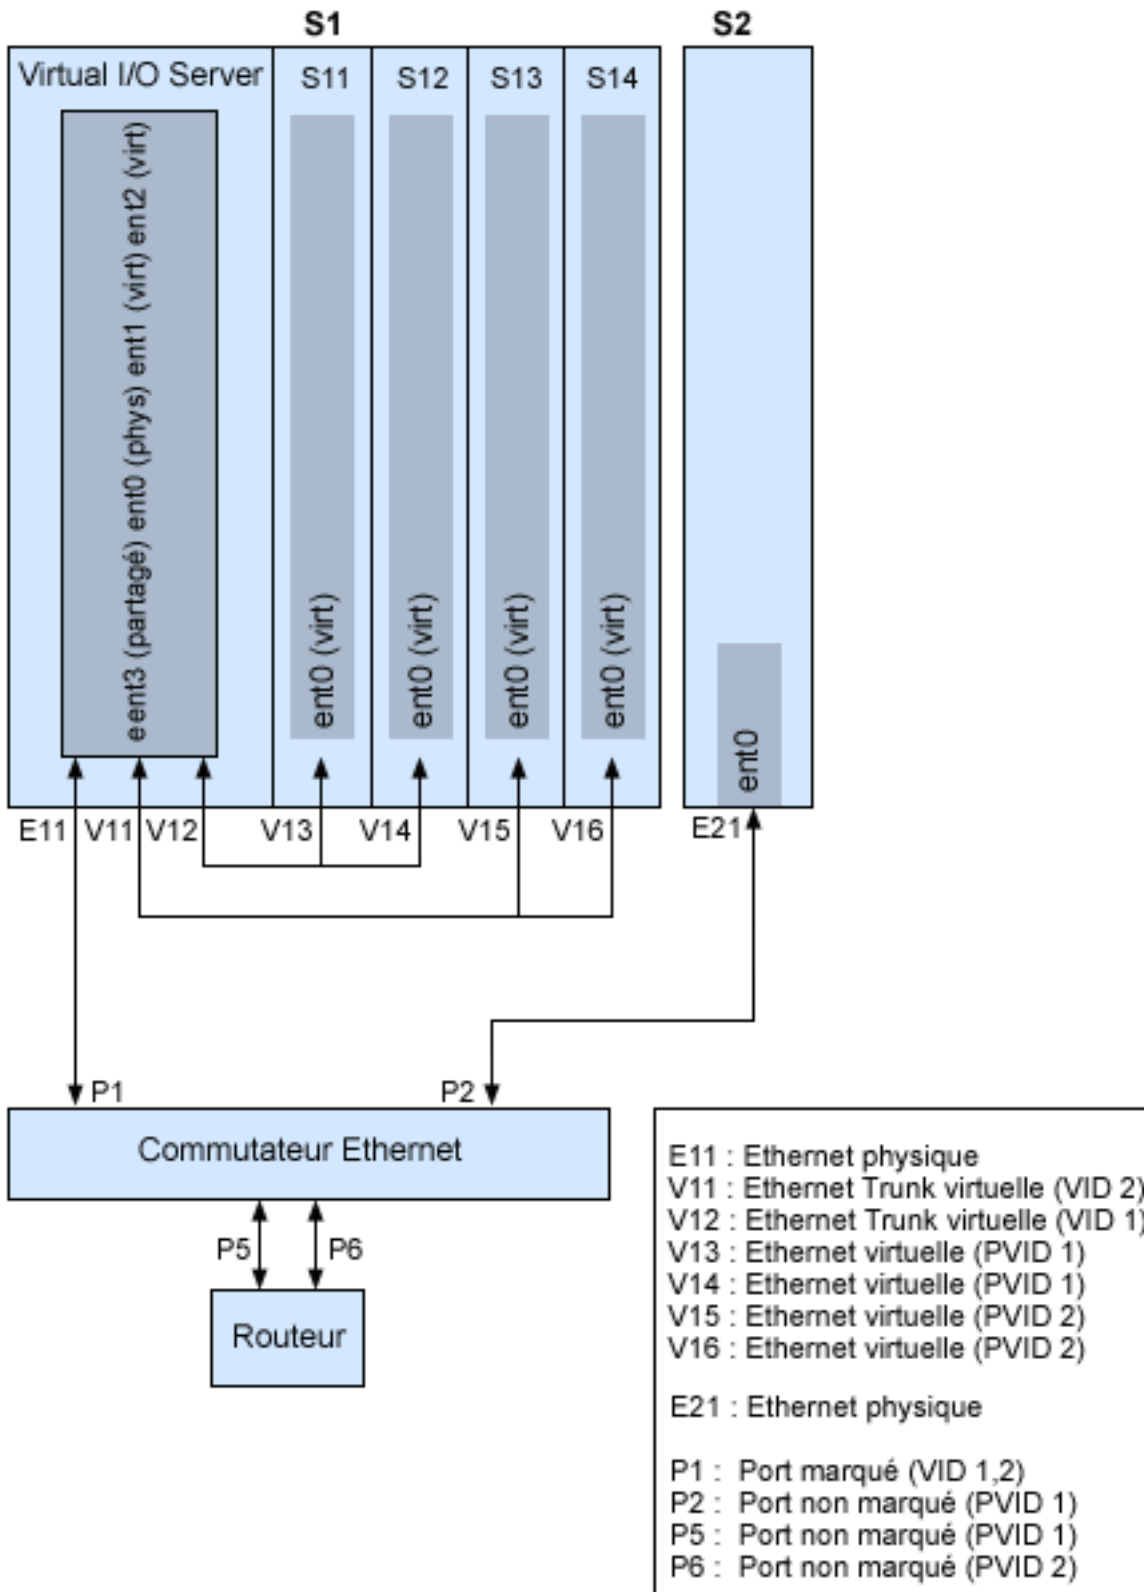 S1
S2
Virtual I/O Server
S11
S12
S13
S14
eent3 (partagé) ent0 (phys) ent1 (virt) ent2 (virt)
ent0 (virt)
ent0 (virt)
ent0 (virt)
ent0 (virt)
ent0
E11
V11
V12
V13
V14
V15
V16
E21
P1
P2
Commutateur Ethernet
P5
P6
Routeur
E11 : Ethernet physique
V11 : Ethernet Trunk virtuelle (VID 2)
V12 : Ethernet Trunk virtuelle (VID 1)
V13 : Ethernet virtuelle (PVID 1)
V14 : Ethernet virtuelle (PVID 1)
V15 : Ethernet virtuelle (PVID 2)
V16 : Ethernet virtuelle (PVID 2)
E21 : Ethernet physique
P1 : Port marqué (VID 1,2)
P2 : Port non marqué (PVID 1)
P5 : Port non marqué (PVID 1)
P6 : Port non marqué (PVID 2)